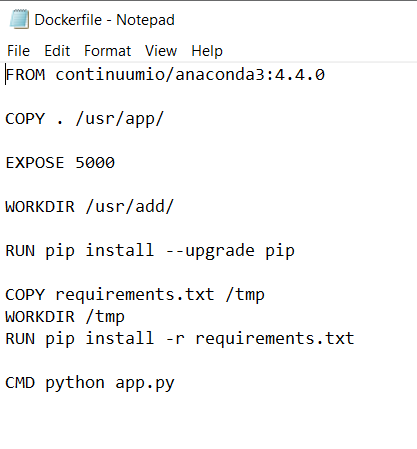 Dockerfile - Notepad
File Edit Format View Help
FROM continuumio/anaconda3:4.4.0
COPY . /usr/app/
EXPOSE 5000
WORKDIR /usr/add/
RUN pip install --upgrade pip
COPY requirements.txt /tmp
WORKDIR /tmp
RUN pip install -r requirements.txt
CMD python app.py